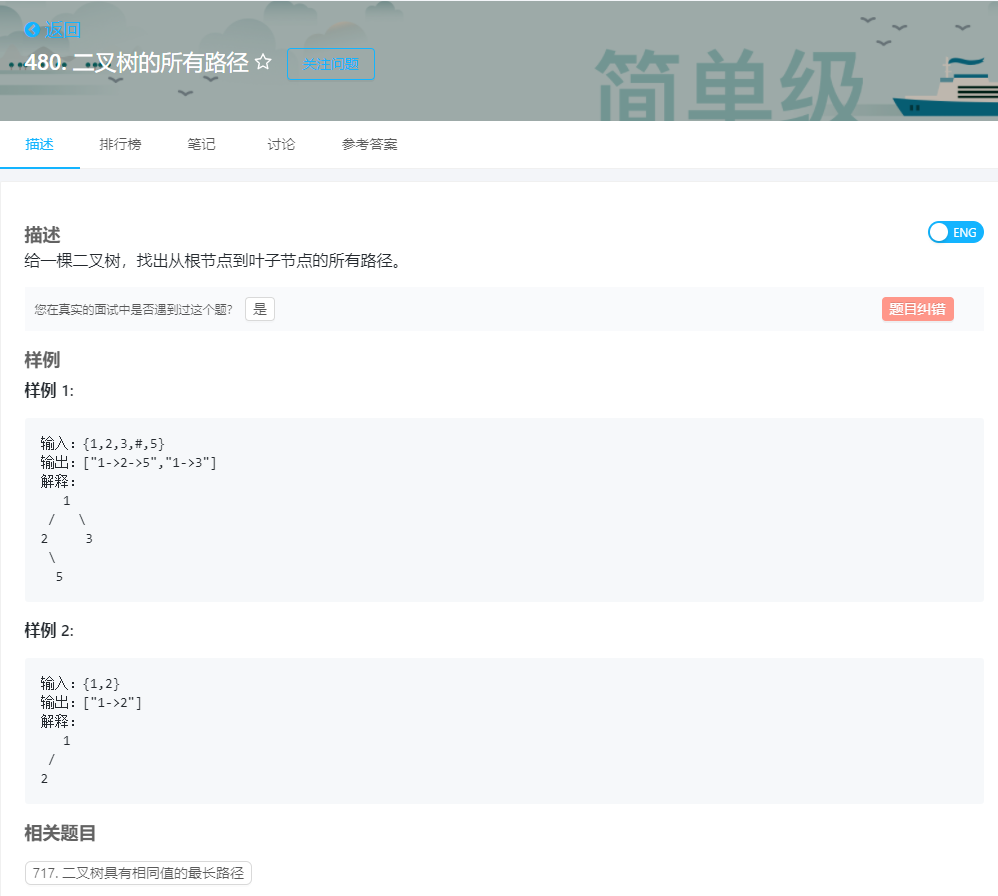 返回
480. 二叉树的所有路径 关注问题
简单级
描述 排行榜 笔记 讨论 参考答案
描述 ENG
给一棵二叉树，找出从根节点到叶子节点的所有路径。
您在真实的面试中是否遇到过这个题？ 是 题目纠错
样例
样例 1:
输入：{1,2,3,#,5}
输出：["1->2->5","1->3"]
解释：
   1
 /   \
2     3
 \
  5
样例 2:
输入：{1,2}
输出：["1->2"]
解释：
   1
 /
2
相关题目
717. 二叉树具有相同值的最长路径